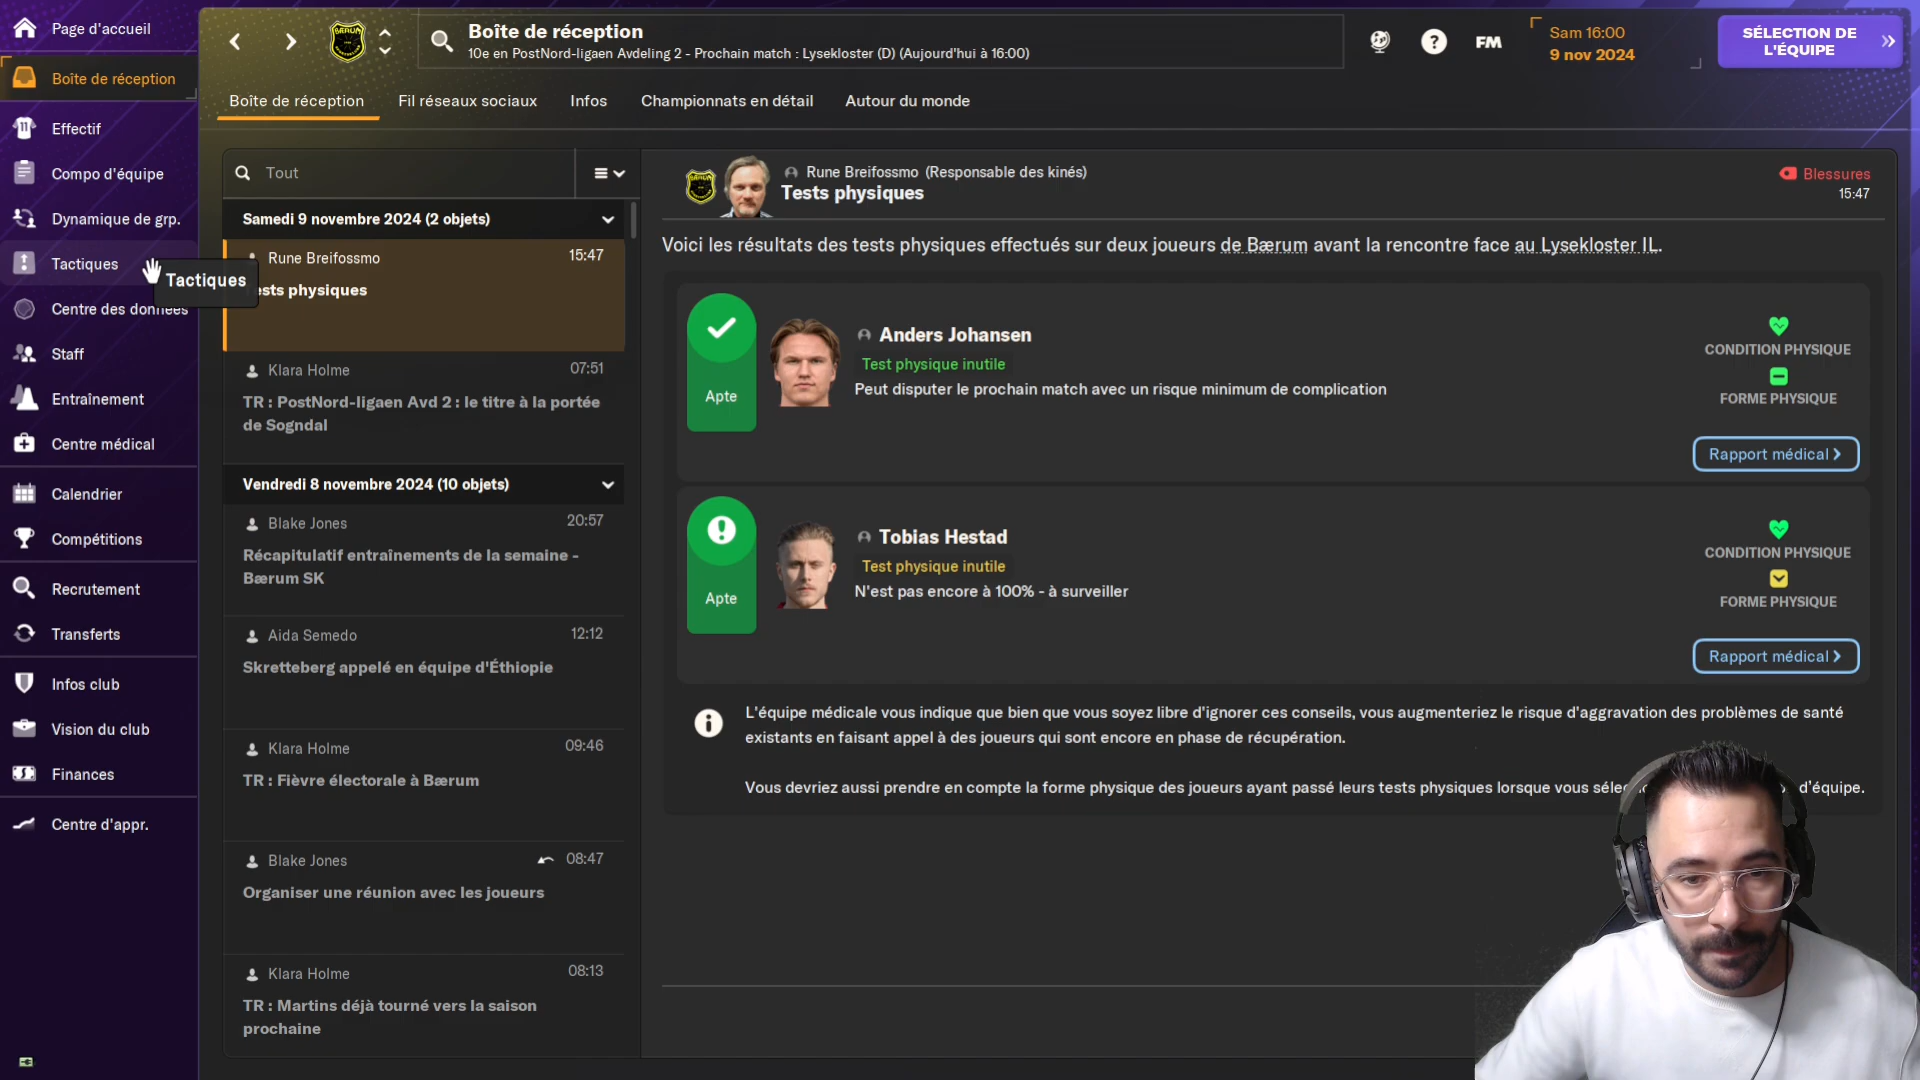 Page d'accueil
Boîte de réception
Effectif
Compo d'équipe
Dynamique de grp.
Tactiques
Tactiques
Centre des données
Staff
Entraînement
Centre médical
Calendrier
Compétitions
Recrutement
Transferts
Infos club
Vision du club
Finances
Centre d'appr.
BÆRUM
Boîte de réception
10e en PostNord-ligaen Avdeling 2 - Prochain match : Lysekloster (D) (Aujourd'hui à 16:00)
?
FM
Sam 16:00
9 nov 2024
SÉLECTION DE
L'ÉQUIPE
Boîte de réception
Fil réseaux sociaux
Infos
Championnats en détail
Autour du monde
Tout
Samedi 9 novembre 2024 (2 objets)
Rune Breifossmo 15:47
ests physiques
Klara Holme 07:51
TR : PostNord-ligaen Avd 2 : le titre à la portée
de Sogndal
Vendredi 8 novembre 2024 (10 objets)
Blake Jones 20:57
Récapitulatif entraînements de la semaine -
Bærum SK
Aida Semedo 12:12
Skretteberg appelé en équipe d'Éthiopie
Klara Holme 09:46
TR : Fièvre électorale à Bærum
Blake Jones 08:47
Organiser une réunion avec les joueurs
Klara Holme 08:13
TR : Martins déjà tourné vers la saison
prochaine
Rune Breifossmo (Responsable des kinés)
Tests physiques
Blessures
15:47
Voici les résultats des tests physiques effectués sur deux joueurs de Bærum avant la rencontre face au Lysekloster IL.
Apte
Anders Johansen
Test physique inutile
Peut disputer le prochain match avec un risque minimum de complication
CONDITION PHYSIQUE
FORME PHYSIQUE
Rapport médical
Apte
Tobias Hestad
Test physique inutile
N'est pas encore à 100% - à surveiller
CONDITION PHYSIQUE
FORME PHYSIQUE
Rapport médical
L'équipe médicale vous indique que bien que vous soyez libre d'ignorer ces conseils, vous augmenteriez le risque d'aggravation des problèmes de santé
existants en faisant appel à des joueurs qui sont encore en phase de récupération.
Vous devriez aussi prendre en compte la forme physique des joueurs ayant passé leurs tests physiques lorsque vous d'équipe.